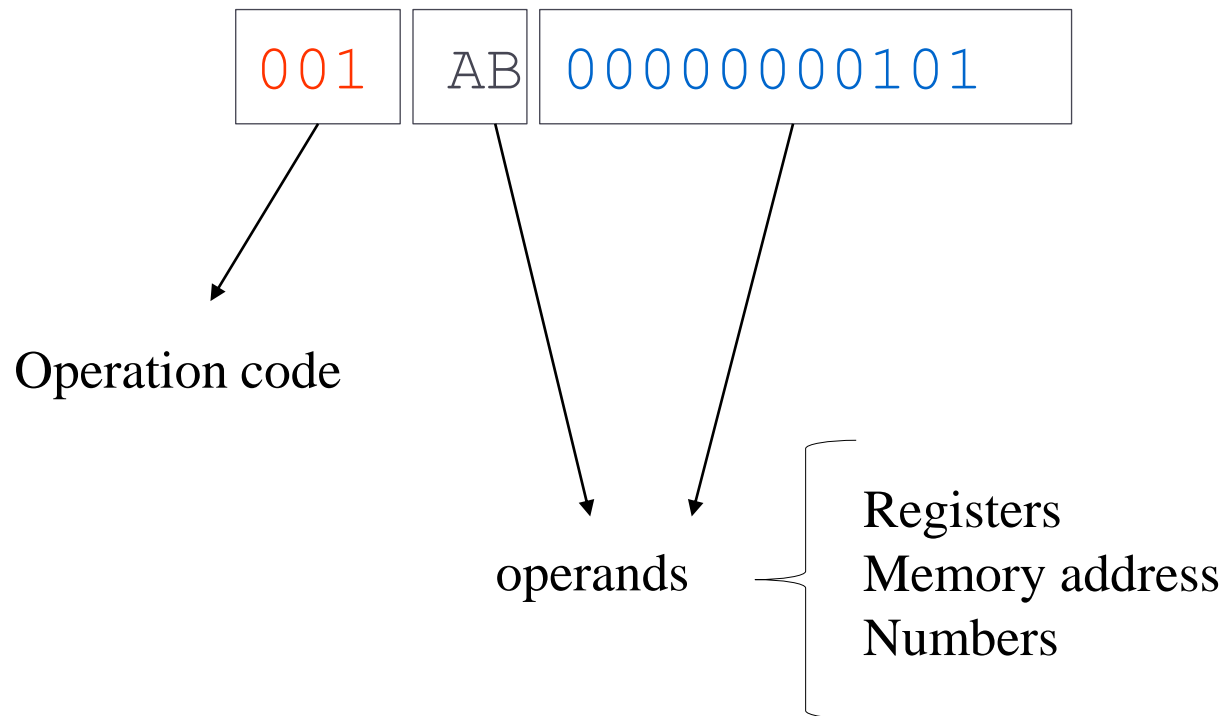 001 AB 00000000101
Operation code
operands
Registers
Memory address
Numbers